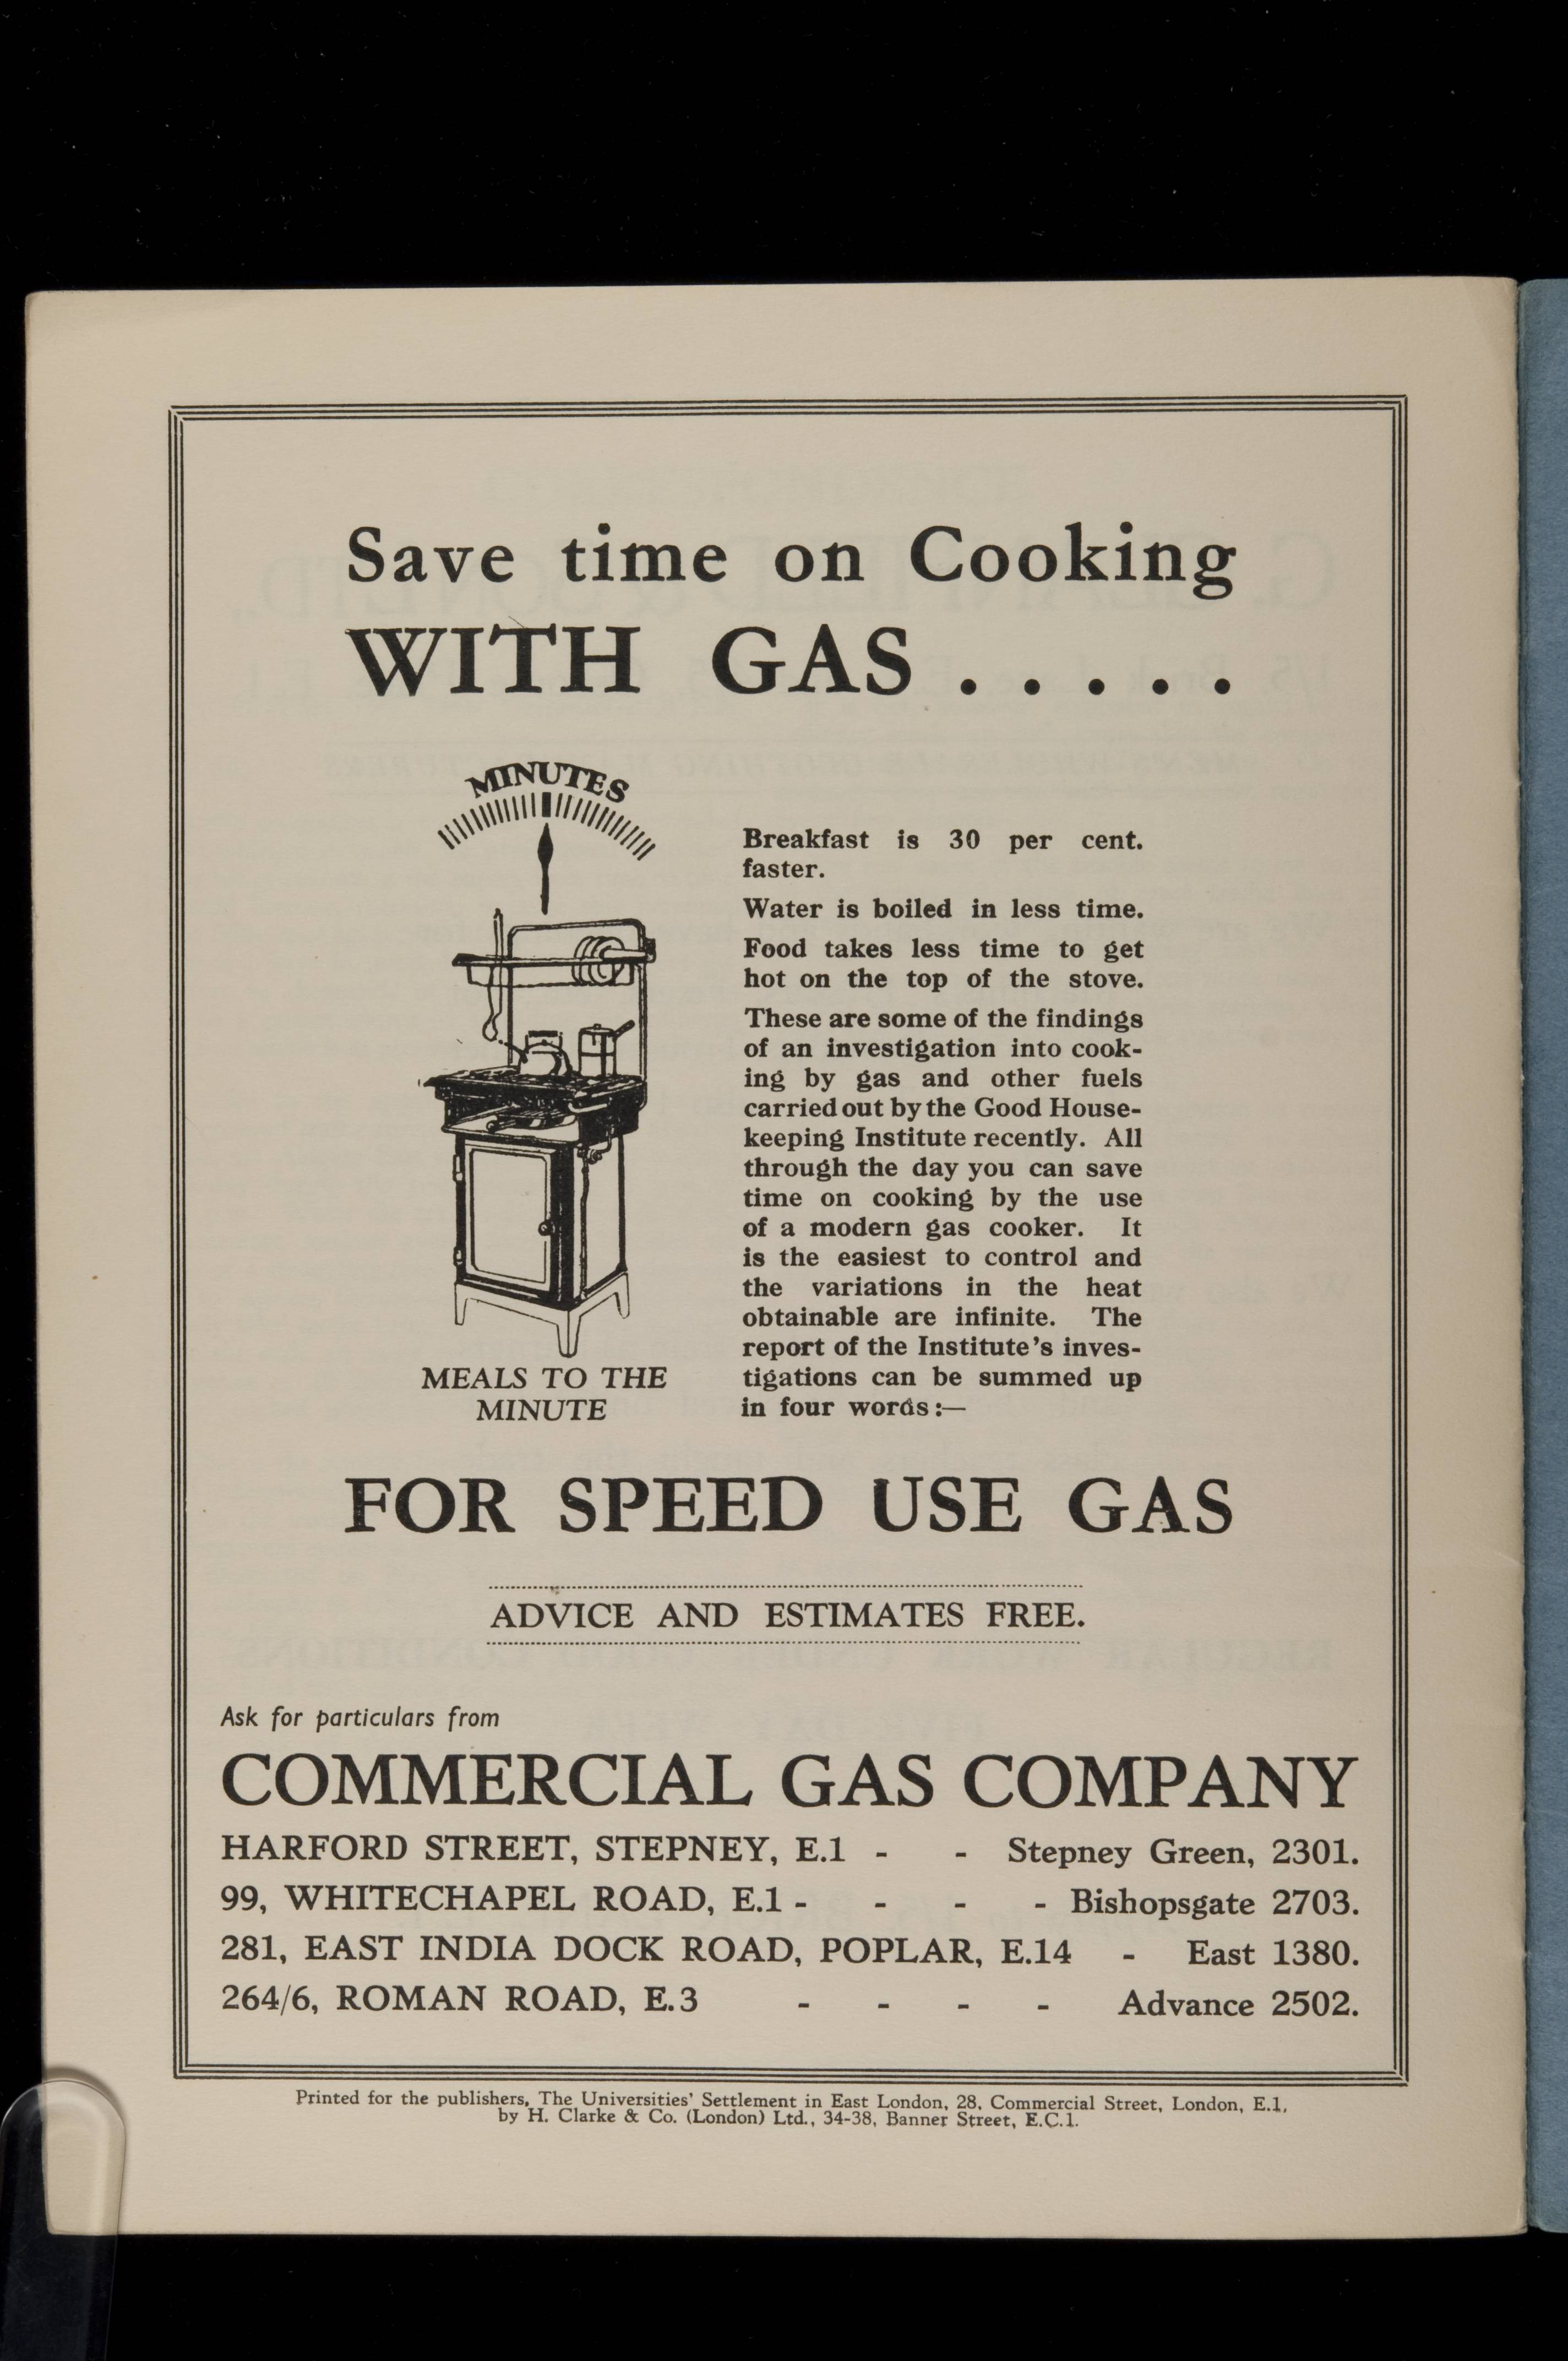 Save time on Cooking
WITH GAS . . . . .
MINUTES
MEALS TO THE
MINUTE
Breakfast is 30 per cent.
faster.
Water is boiled in less time.
Food takes less time to get
hot on the top of the stove.
These are some of the findings
of an investigation into cook-
ing by gas and other fuels
carried out by the Good House-
keeping Institute recently. All
through the day you can save
time on cooking by the use
of a modern gas cooker. It
is the easiest to control and
the variations in the heat
obtainable are infinite. The
report of the Institute's inves-
tigations can be summed up
in four words :—
FOR SPEED USE GAS
ADVICE AND ESTIMATES FREE.
Ask for particulars from
COMMERCIAL GAS COMPANY
HARFORD STREET, STEPNEY, E.1 - - Stepney Green, 2301.
99, WHITECHAPEL ROAD, E.1 - - - - Bishopsgate 2703.
281, EAST INDIA DOCK ROAD, POPLAR, E.14 - East 1380.
264/6, ROMAN ROAD, E.3 - - - - Advance 2502.
Printed for the publishers, The Universities' Settlement in East London, 28, Commercial Street, London, E.1,
by H. Clarke & Co. (London) Ltd., 34-38, Banner Street, E.C.1.